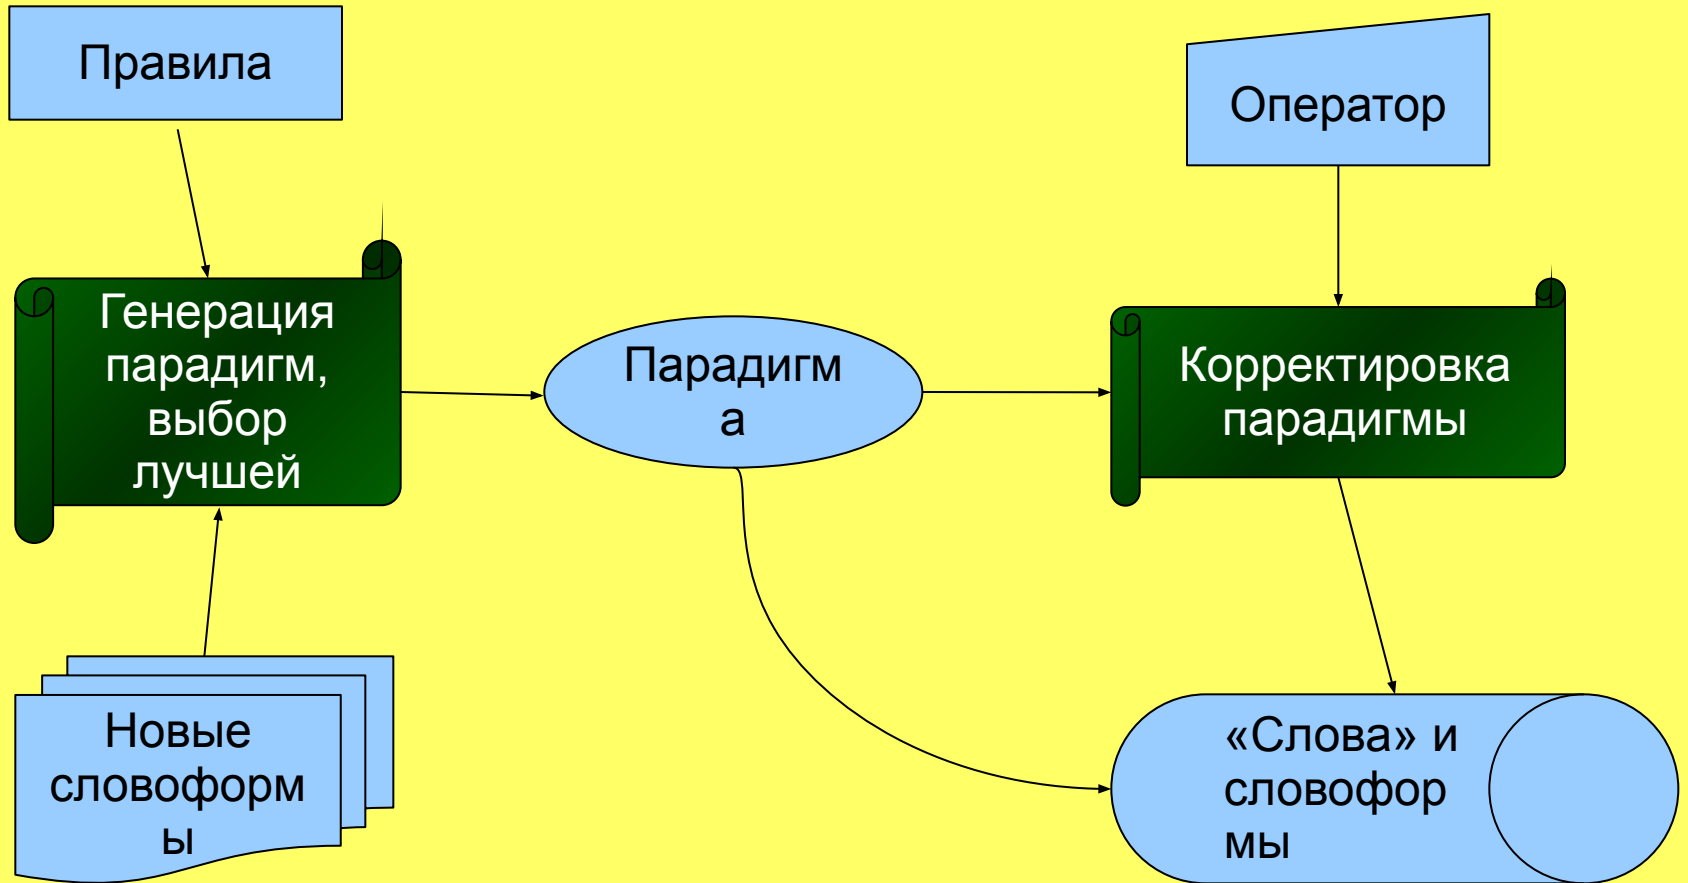 Правила
Оператор
Генерация
парадигм,
выбор
лучшей
Парадигм
а
Корректировка
парадигмы
Новые
словоформ
ы
«Слова» и
словофор
мы